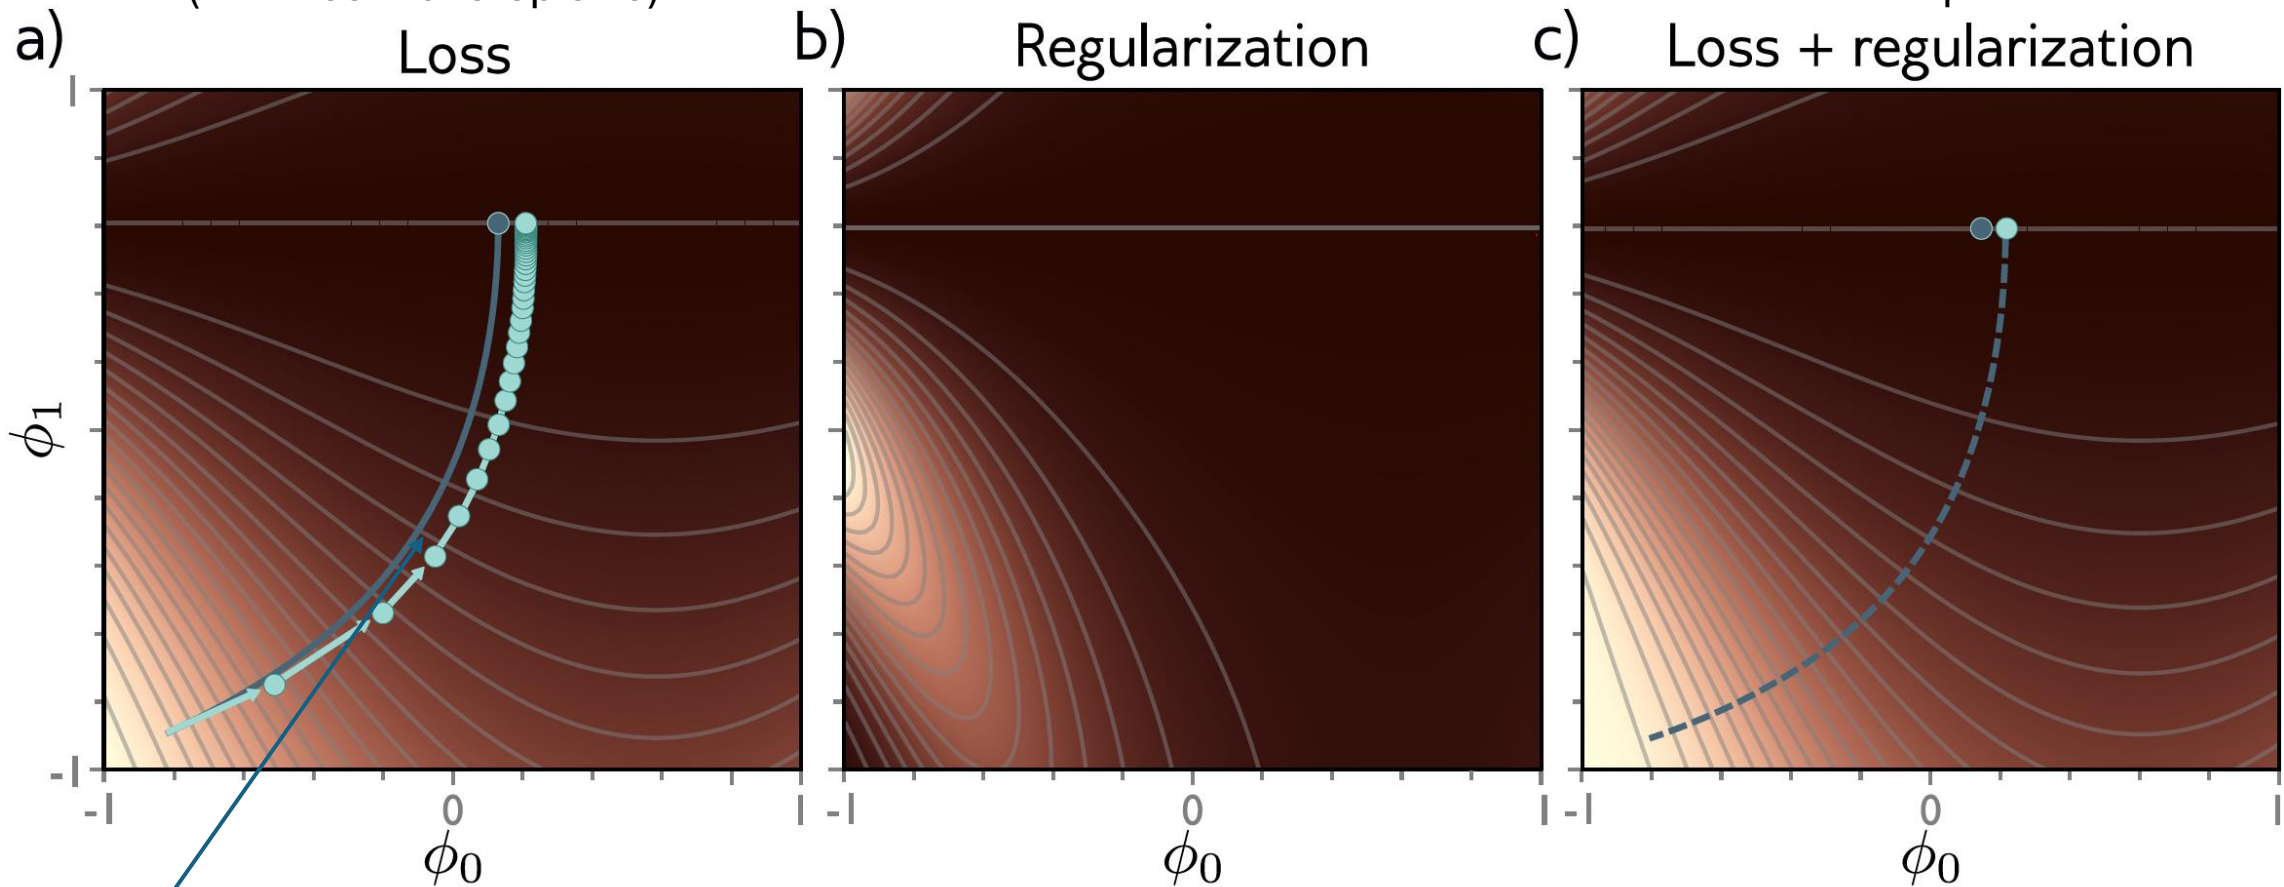 a)
Loss
b)
Regularization
c)
Loss + regularization
1
-1
ϕ1
-1
0
1
ϕ0
-1
0
1
ϕ0
-1
0
1
ϕ0